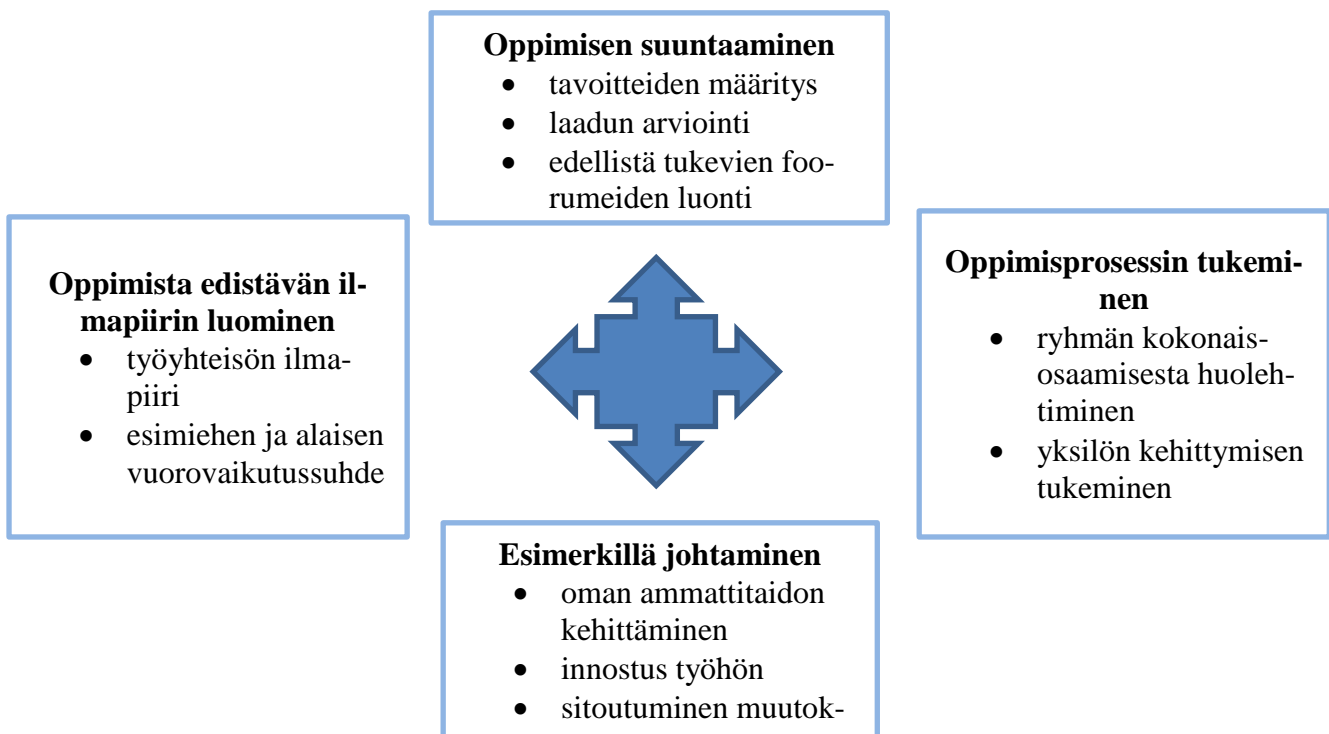 Oppimisen suuntaaminen
• tavoitteiden määritys
• laadun arviointi
• edellistä tukevien foo-
rumeiden luonti
Oppimista edistävän il-
mapiirin luominen
• työyhteisön ilma-
piiri
• esimiehen ja alaisen
vuorovaikutussuhde
Oppimisprosessin tukemi-
nen
• ryhmän kokonais-
osaamisesta huoleh-
timinen
• yksilön kehittymisen
tukeminen
Esimerkillä johtaminen
• oman ammattitaidon
kehittäminen
• innostus työhön
• sitoutuminen muutok-